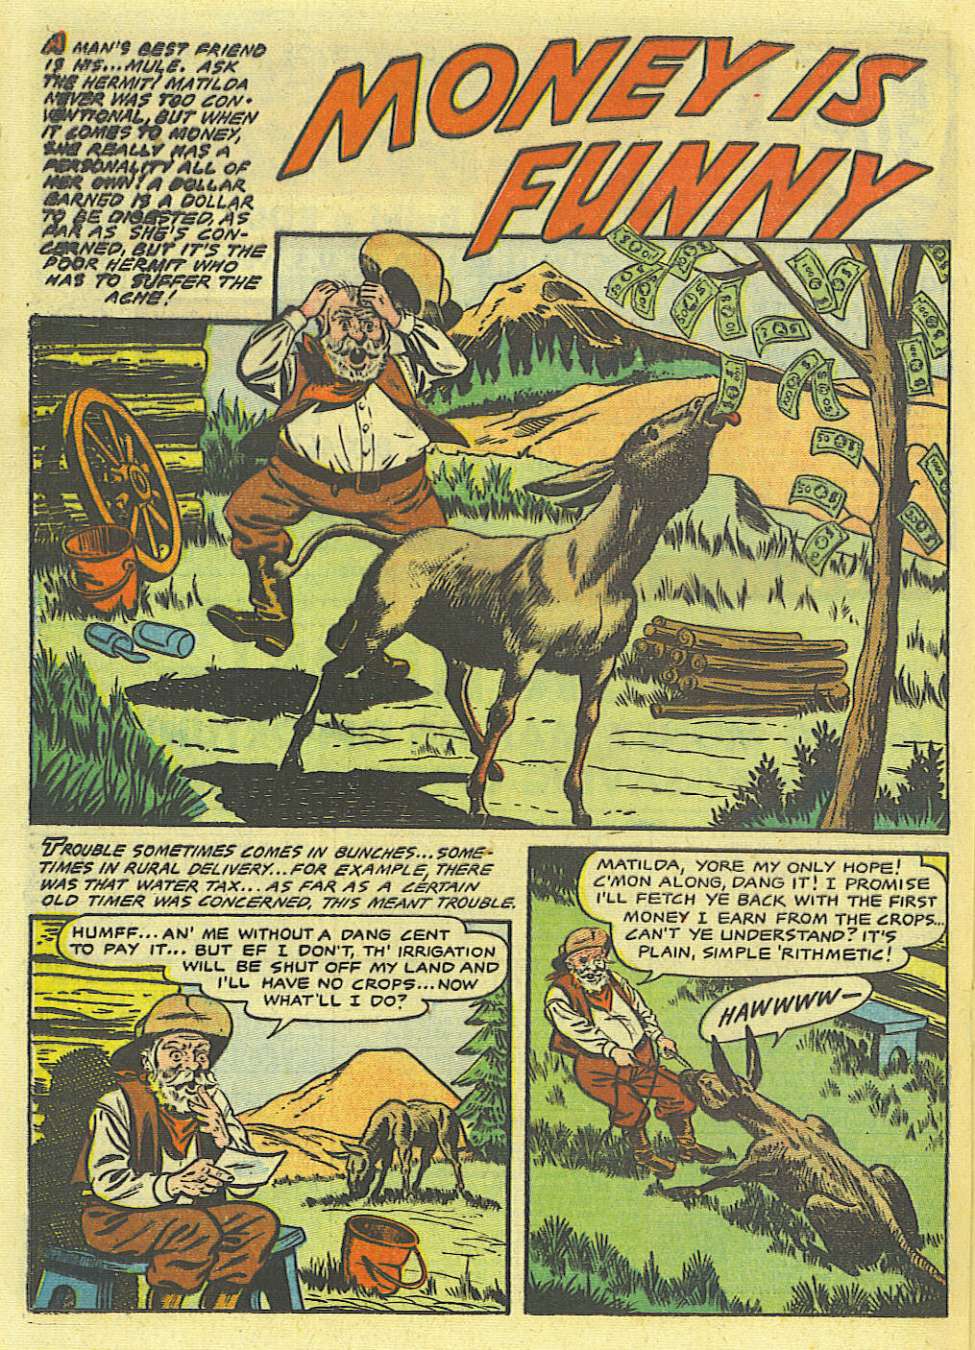 A MAN'S BEST FRIEND
IS HIS...MULE. ASK
THE HERMIT! MATILDA
NEVER WAS TOO CON-
VENTIONAL, BUT WHEN
IT COMES TO MONEY,
SHE REALLY HAS A
PERSONALITY ALL OF
HER OWN! A DOLLAR
EARNED IS A DOLLAR
TO BE DIGESTED, AS
FAR AS SHE'S CON-
CERNED, BUT IT'S THE
POOR HERMIT WHO
HAS TO SUFFER THE
ACHE!
MONEY IS
FUNNY
TROUBLE SOMETIMES COMES IN BUNCHES...SOME-
TIMES IN RURAL DELIVERY...FOR EXAMPLE, THERE
WAS THAT WATER TAX...AS FAR AS A CERTAIN
OLD TIMER WAS CONCERNED, THIS MEANT TROUBLE.
HUMFF...AN' ME WITHOUT A DANG CENT
TO PAY IT...BUT EF I DON'T, TH' IRRIGATION
WILL BE SHUT OFF MY LAND AND
I'LL HAVE NO CROPS...NOW
WHAT'LL I DO?
MATILDA, YORE MY ONLY HOPE!
C'MON ALONG, DANG IT! I PROMISE
I'LL FETCH YE BACK WITH THE FIRST
MONEY I EARN FROM THE CROPS...
CAN'T YE UNDERSTAND? IT'S
PLAIN, SIMPLE 'RITHMETIC!
HAWWWW—